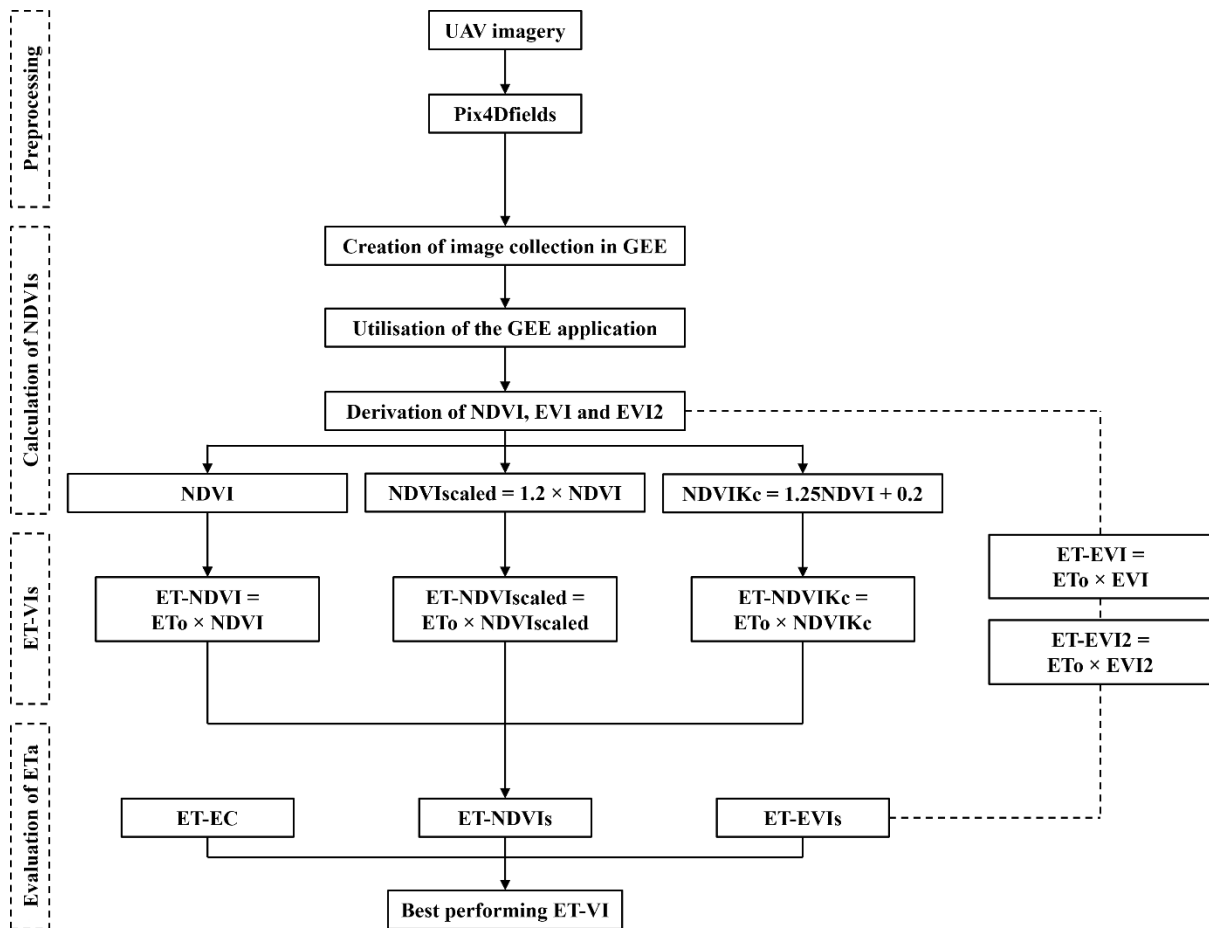 Preprocessing
UAV imagery
Pix4Dfields
Calculation of NDVIs
Creation of image collection in GEE
Utilisation of the GEE application
Derivation of NDVI, EVI and EVI2
NDVI
NDVIscaled = 1.2 × NDVI
NDVIKc = 1.25NDVI + 0.2
ET-VIs
ET-NDVI =
ETo × NDVI
ET-NDVIscaled =
ETo × NDVIscaled
ET-NDVIKc =
ETo × NDVIKc
ET-EVI =
ETo × EVI
ET-EVI2 =
ETo × EVI2
Evaluation of ETa
ET-EC
ET-NDVIs
ET-EVIs
Best performing ET-VI